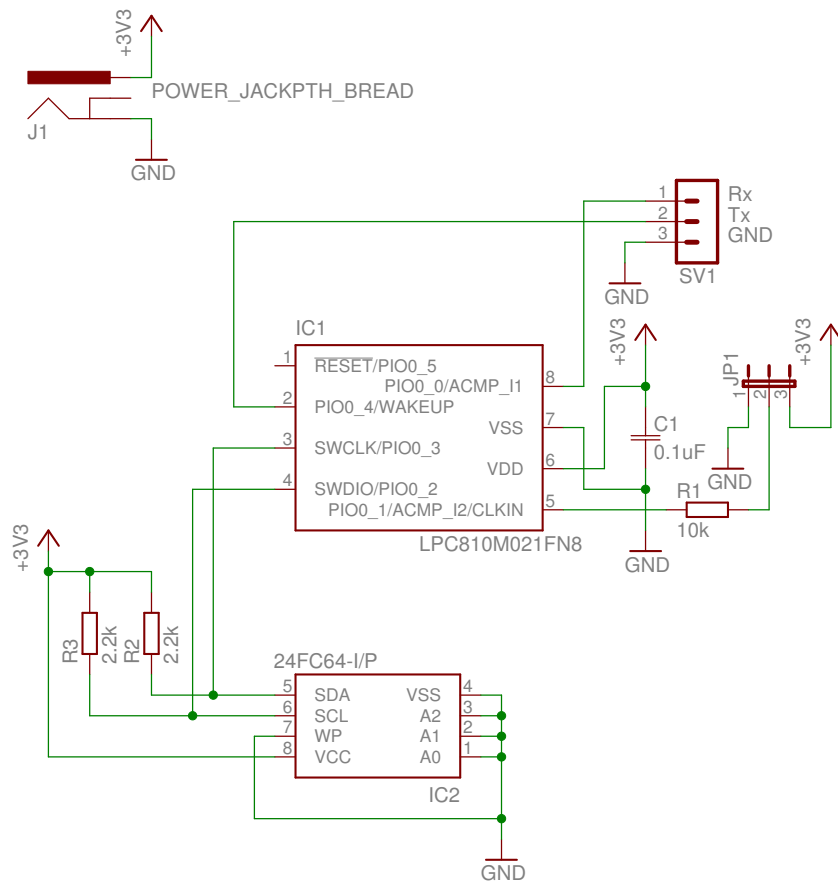 +3V3
POWER_JACKPTH_BREAD
J1
GND
1 Rx
2 Tx
3 GND
SV1
GND
IC1
+3V3
JP1
+3V3
1 RESET/PIO0_5
PIO0_0/ACMP_I1 8
2 PIO0_4/WAKEUP
1 2 3
VSS 7
C1
0.1uF
3 SWCLK/PIO0_3
VDD 6
GND
4 SWDIO/PIO0_2
PIO0_1/ACMP_I2/CLKIN 5
R1
10k
LPC810M021FN8
GND
+3V3
R3
2.2k
R2
2.2k
24FC64-I/P
5 SDA VSS 4
6 SCL A2 3
7 WP A1 2
8 VCC A0 1
IC2
GND